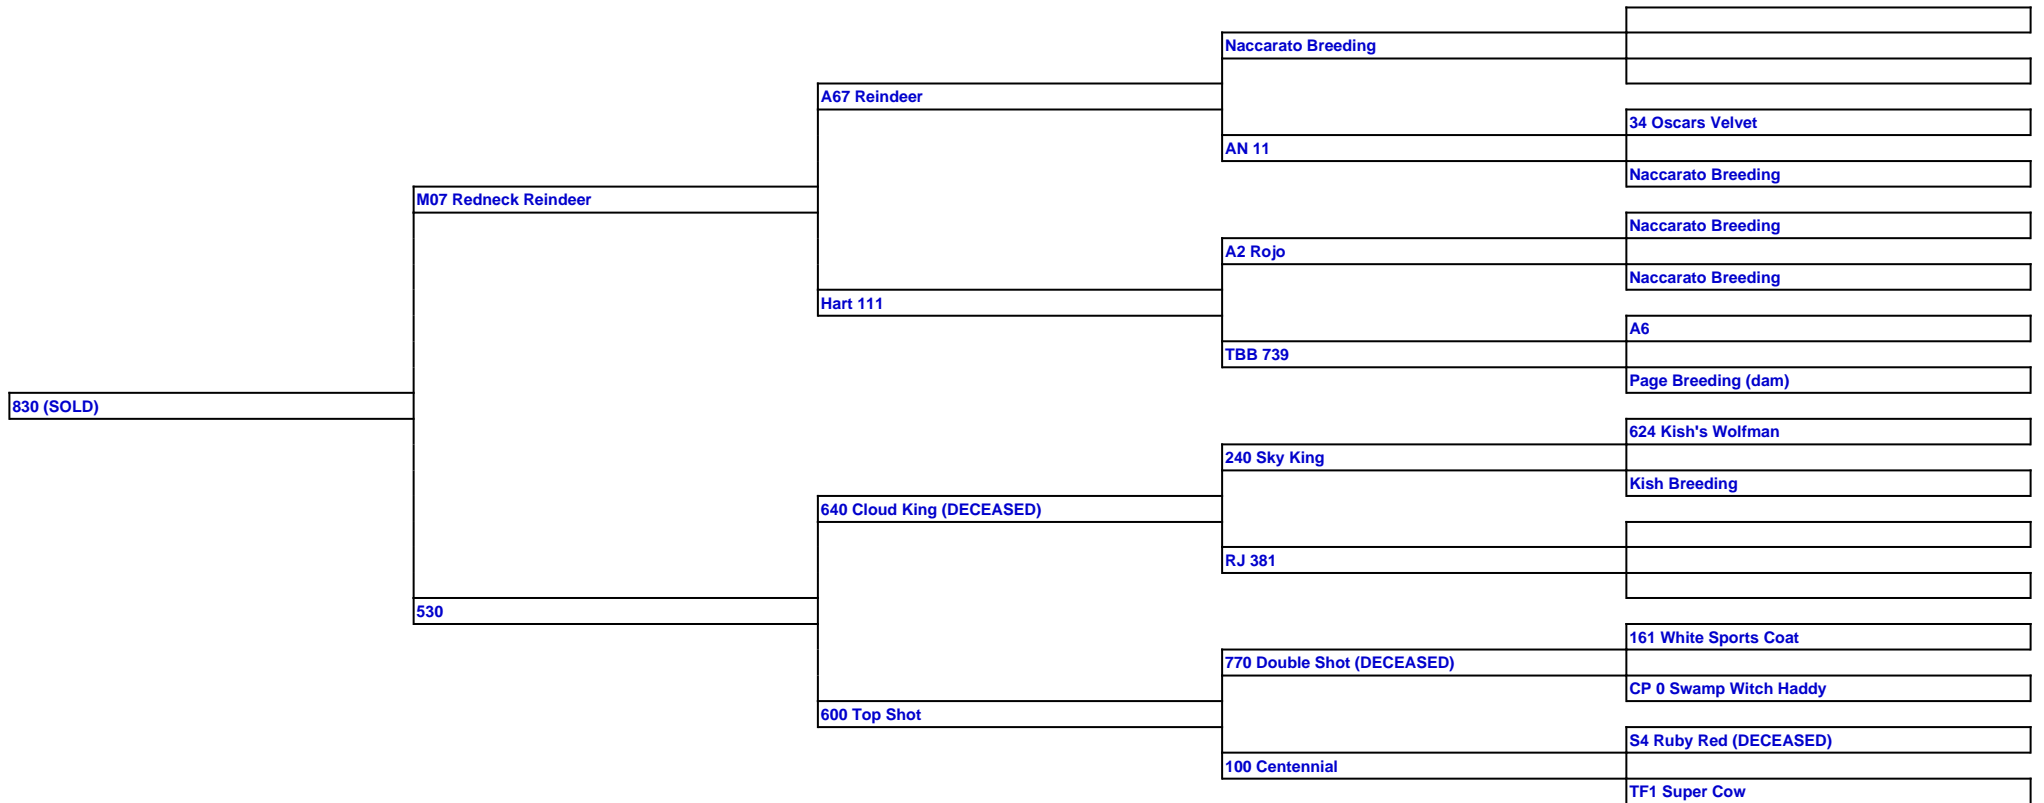 Naccarato Breeding
A67 Reindeer
34 Oscars Velvet
AN 11
Naccarato Breeding
M07 Redneck Reindeer
Naccarato Breeding
A2 Rojo
Naccarato Breeding
Hart 111
A6
TBB 739
Page Breeding (dam)
830 (SOLD)
624 Kish's Wolfman
240 Sky King
Kish Breeding
640 Cloud King (DECEASED)
RJ 381
530
161 White Sports Coat
770 Double Shot (DECEASED)
CP 0 Swamp Witch Haddy
600 Top Shot
S4 Ruby Red (DECEASED)
100 Centennial
TF1 Super Cow